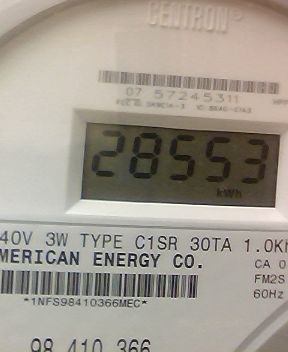 CENTRON®
07 57245311
28553
kWh
40V 3W TYPE C1SR 30TA 1.0Kh
MERICAN ENERGY CO.
CA 0
FM2S
*1NFS98410366MEC*
60Hz
98 410 366